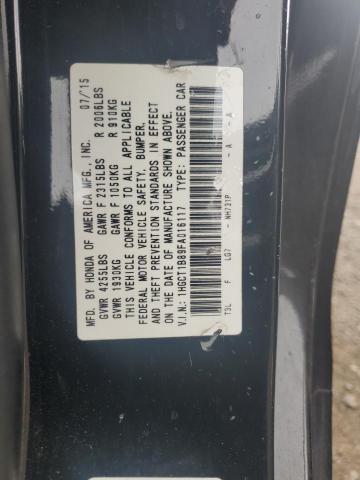 MFD. BY HONDA OF AMERICA MFG., INC. 07/15
GVWR 4255LBS GAWR F 2315LBS R 2006LBS
GVWR 1930KG GAWR F 1050KG R 910KG
THIS VEHICLE CONFORMS TO ALL APPLICABLE
FEDERAL MOTOR VEHICLE SAFETY, BUMPER,
AND THEFT PREVENTION STANDARDS IN EFFECT
ON THE DATE OF MANUFACTURE SHOWN ABOVE.
V.I.N.: 1HGCT1B89FA016117 TYPE: PASSENGER CAR
T3L F LG7 NH731P - A - A